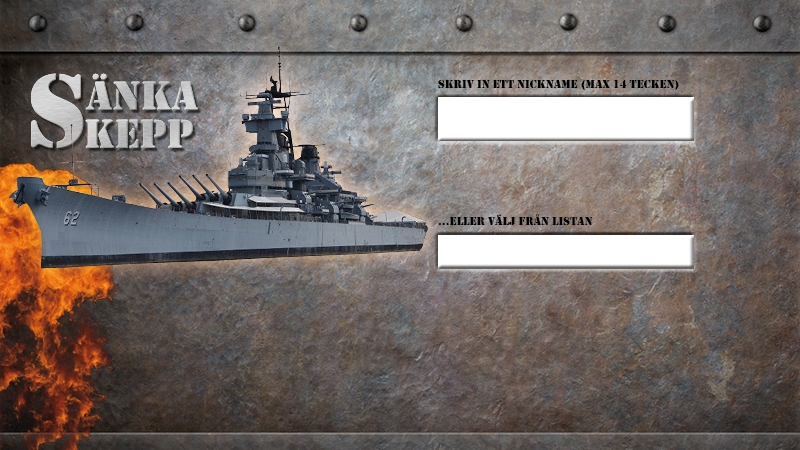 SÄNKA
SKEPP
SKRIV IN ETT NICKNAME (MAX 14 TECKEN)
62
...ELLER VÄLJ FRÅN LISTAN